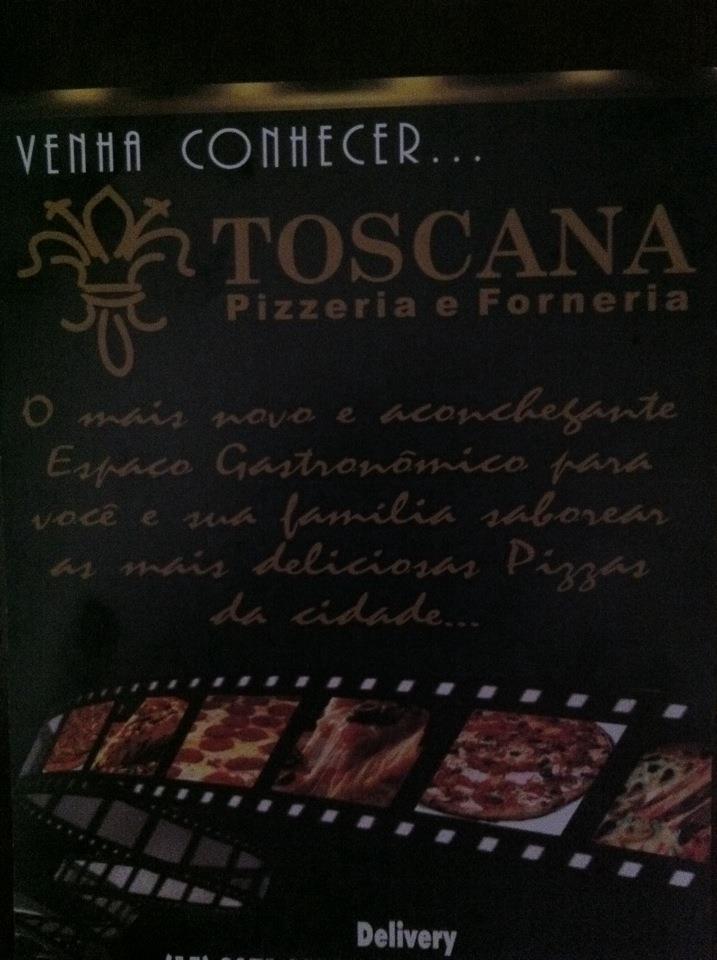 VENHA CONHECER...
TOSCANA
Pizzeria e Forneria
O mais novo e aconchegante
Espaço Gastronômico para
você e sua família saborear
as mais deliciosas Pizzas
da cidade...
Delivery